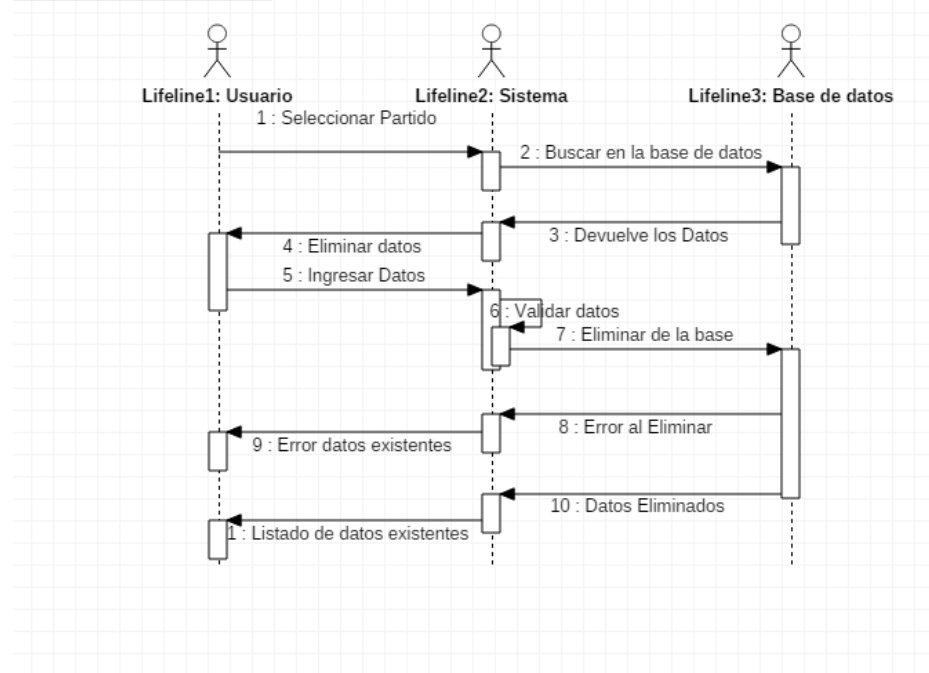 Lifeline1: Usuario
Lifeline2: Sistema
Lifeline3: Base de datos
1 : Seleccionar Partido
2 : Buscar en la base de datos
3 : Devuelve los Datos
4 : Eliminar datos
5 : Ingresar Datos
6 : Validar datos
7 : Eliminar de la base
8 : Error al Eliminar
9 : Error datos existentes
10 : Datos Eliminados
1 : Listado de datos existentes